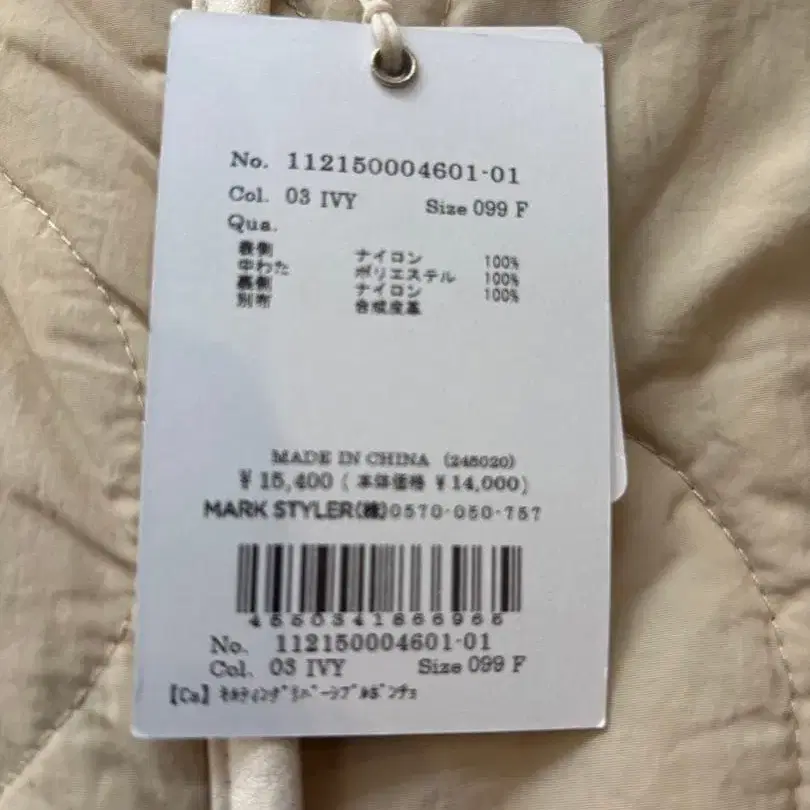 No. 112150004601-01
Col. 03 IVY Size 099 F
Qua.
表側 ナイロン 100%
中わた ポリエステル 100%
裏側 ナイロン 100%
別布 合成皮革
MADE IN CHINA (245020)
¥ 15,400 ( 本体価格 ¥ 14,000)
MARK STYLER(株)0570-050-757
No. 112150004601-01
Col. 03 IVY Size 099 F